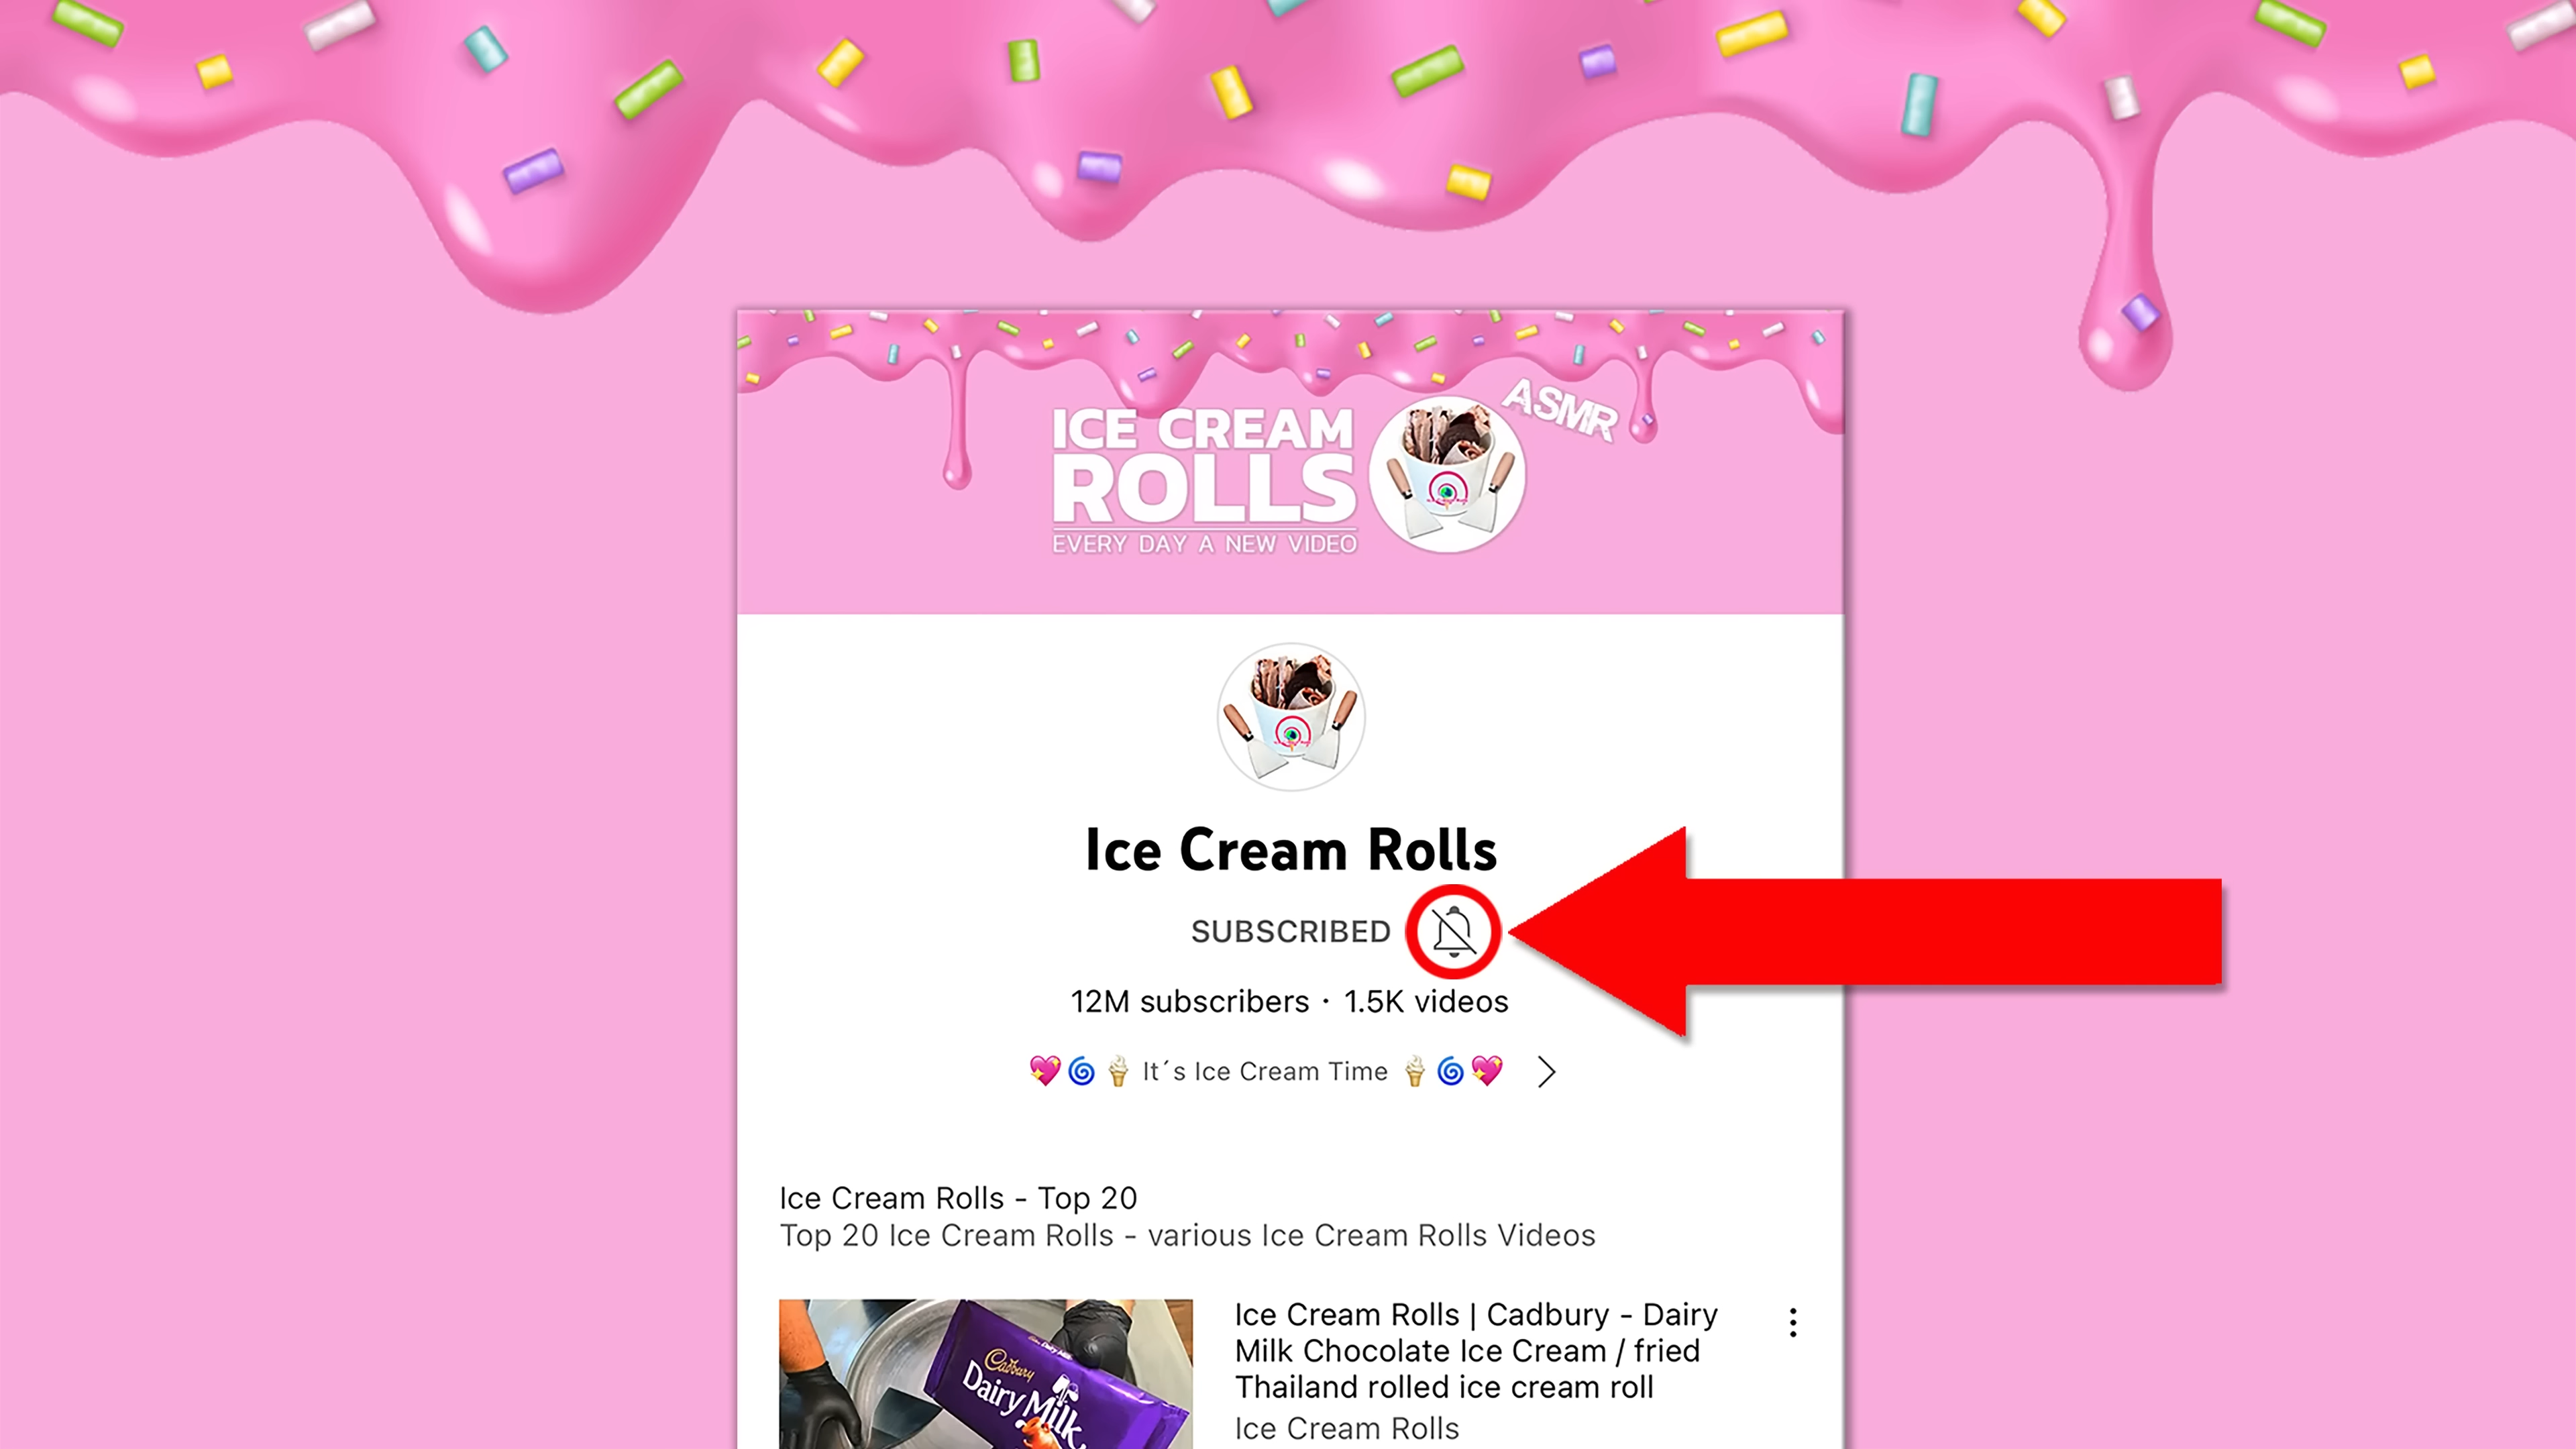 ICE CREAM
ROLLS
EVERY DAY A NEW VIDEO
ASMR
Ice Cream Rolls
SUBSCRIBED
12M subscribers · 1.5K videos
💖🌀🍦 It´s Ice Cream Time 🍦🌀💖
Ice Cream Rolls - Top 20
Top 20 Ice Cream Rolls - various Ice Cream Rolls Videos
Cadbury
Dairy Milk
Ice Cream Rolls | Cadbury - Dairy
Milk Chocolate Ice Cream / fried
Thailand rolled ice cream roll
Ice Cream Rolls